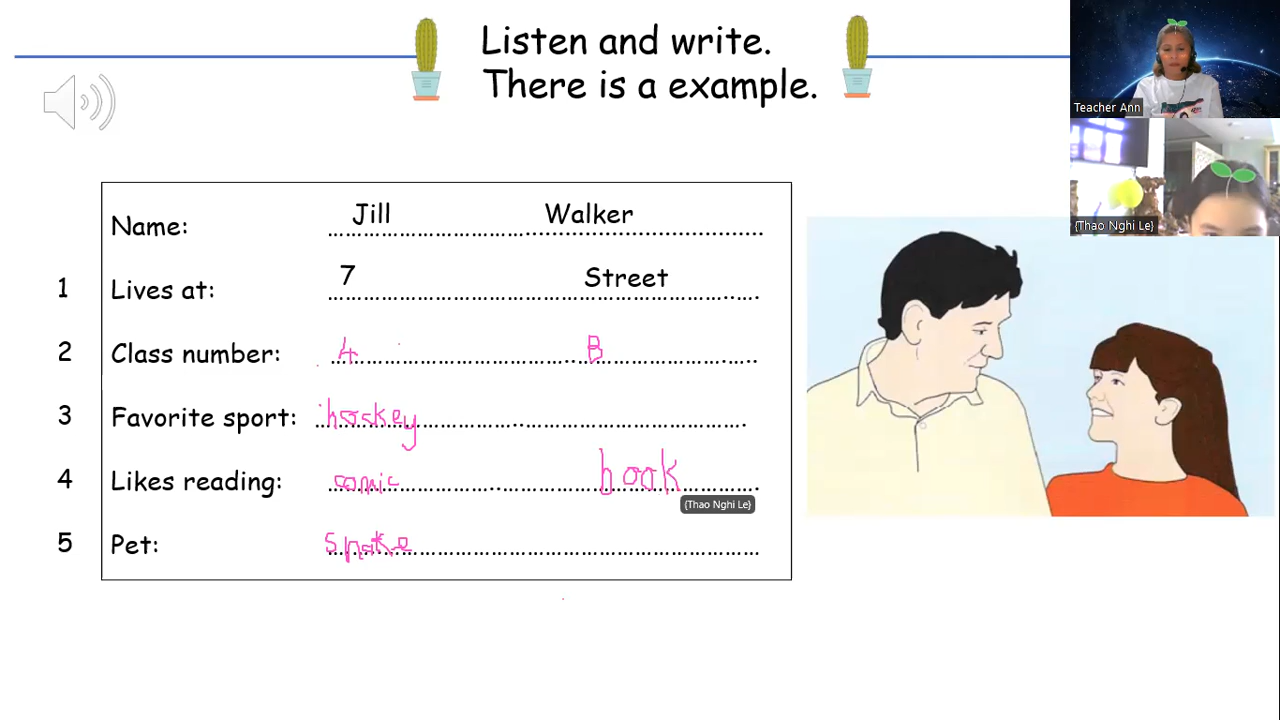 Listen and write.
There is a example.
Teacher Ann
{Thao Nghi Le}
Name: Jill Walker
1 Lives at: 7 Street
2 Class number: 4 B
3 Favorite sport: hoskey
4 Likes reading: comic book
{Thao Nghi Le}
5 Pet: snake